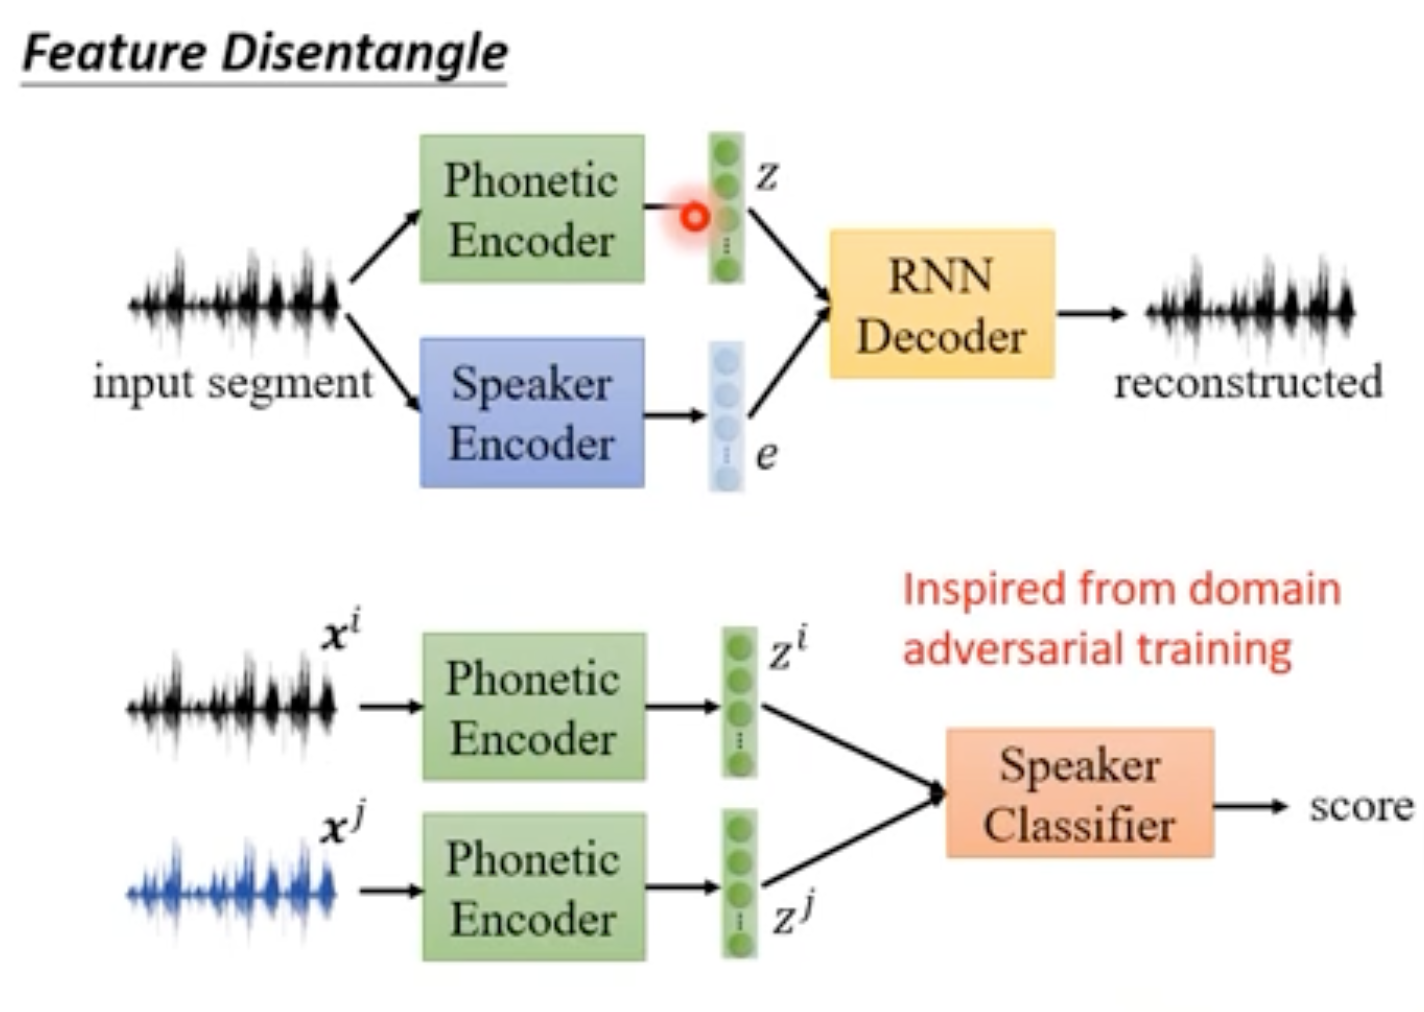 Feature Disentangle
Phonetic
Encoder
z
RNN
Decoder
input segment
Speaker
Encoder
e
reconstructed
Inspired from domain
adversarial training
x^i
Phonetic
Encoder
z^i
Speaker
Classifier
score
x^j
Phonetic
Encoder
z^j